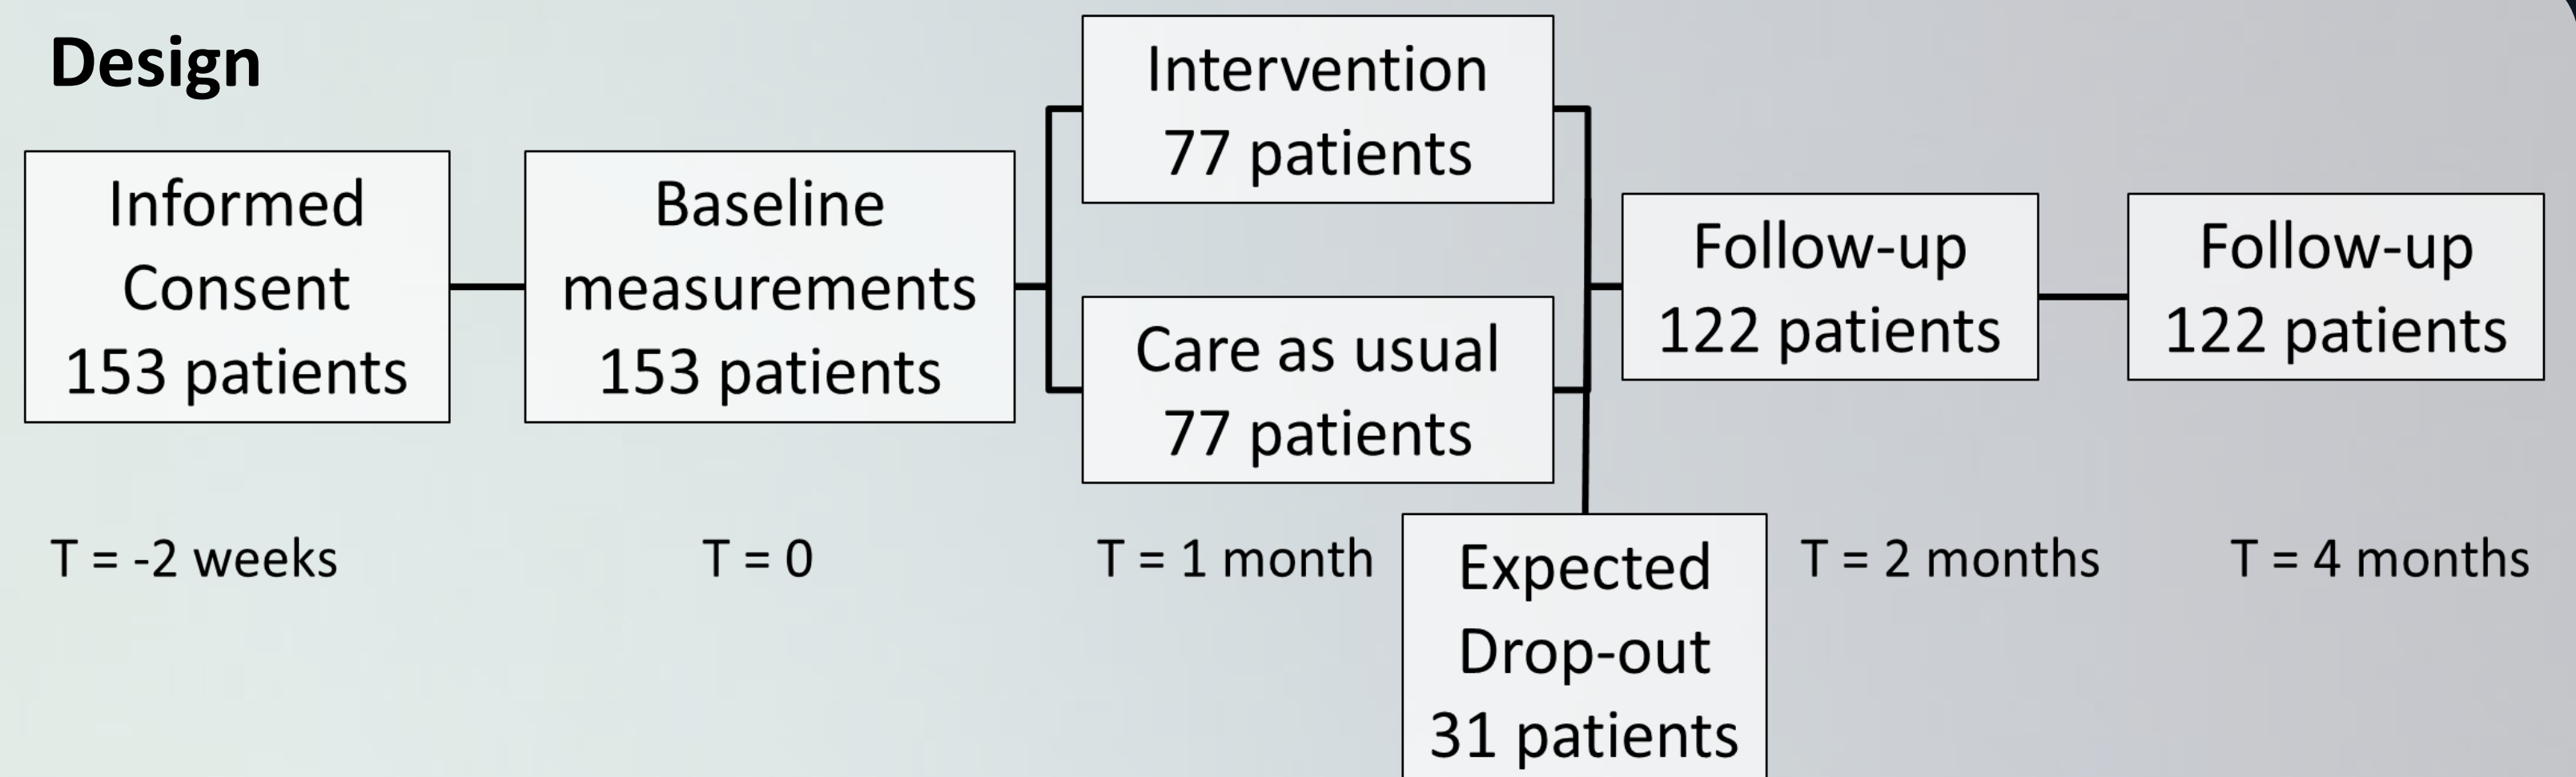 Design
Informed
Consent
153 patients
Baseline
measurements
153 patients
Intervention
77 patients
Care as usual
77 patients
Follow-up
122 patients
Follow-up
122 patients
T = -2 weeks
T = 0
T = 1 month
Expected
Drop-out
31 patients
T = 2 months
T = 4 months